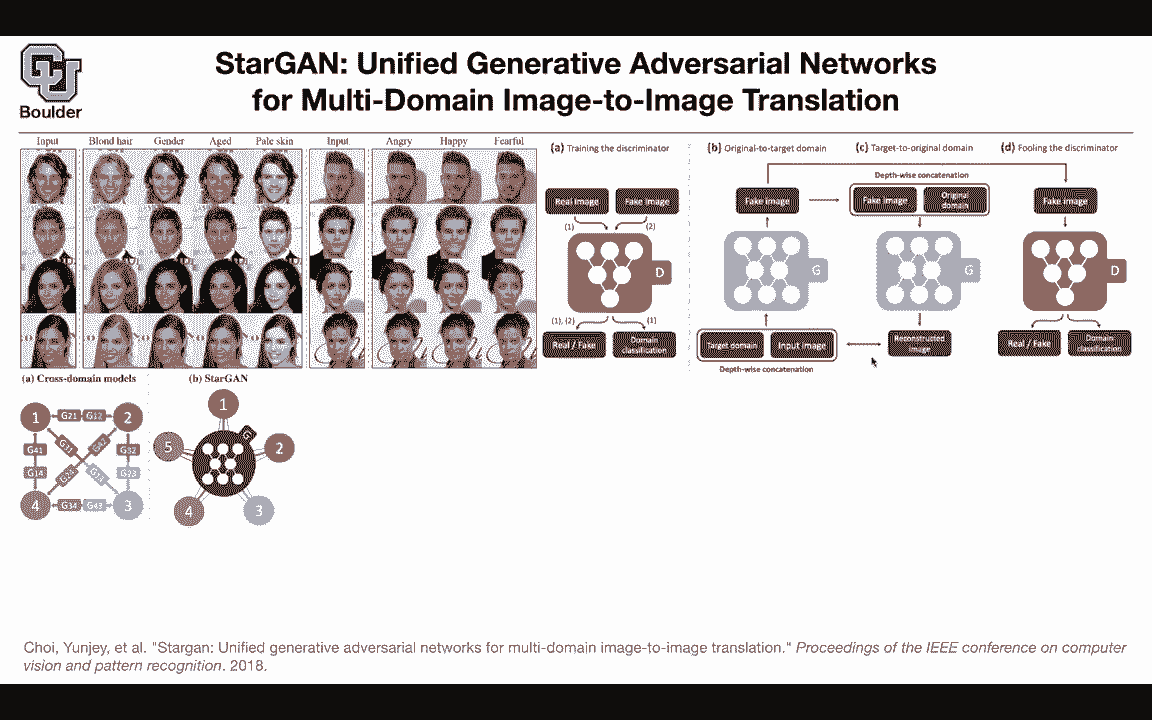 CU
Boulder
StarGAN: Unified Generative Adversarial Networks
for Multi-Domain Image-to-Image Translation
Input Blond hair Gender Aged Pale skin Input Angry Happy Fearful
(a) Training the discriminator
(b) Original-to-target domain
(c) Target-to-original domain
(d) Fooling the discriminator
Real image Fake image
(1) (2)
D
(1), (2) (1)
Real / Fake Domain
classification
Fake image
G
Target domain Input image
Depth-wise concatenation
Depth-wise concatenation
Fake image Original
domain
G
Reconstructed
image
Fake image
D
Real / Fake Domain
classification
(a) Cross-domain models
1 G21 G12 2
G41 G32
G14 G23
4 G34 G43 3
(b) StarGAN
1
G
5 2
4 3
Choi, Yunjey, et al. "Stargan: Unified generative adversarial networks for multi-domain image-to-image translation." Proceedings of the IEEE conference on computer
vision and pattern recognition. 2018.